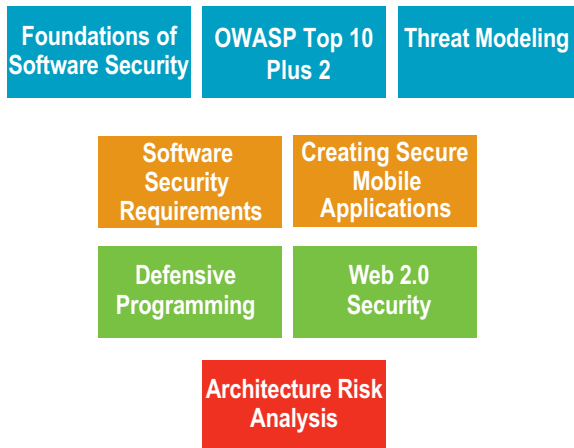 Foundations of
Software Security
OWASP Top 10
Plus 2
Threat Modeling
Software
Security
Requirements
Creating Secure
Mobile
Applications
Defensive
Programming
Web 2.0
Security
Architecture Risk
Analysis